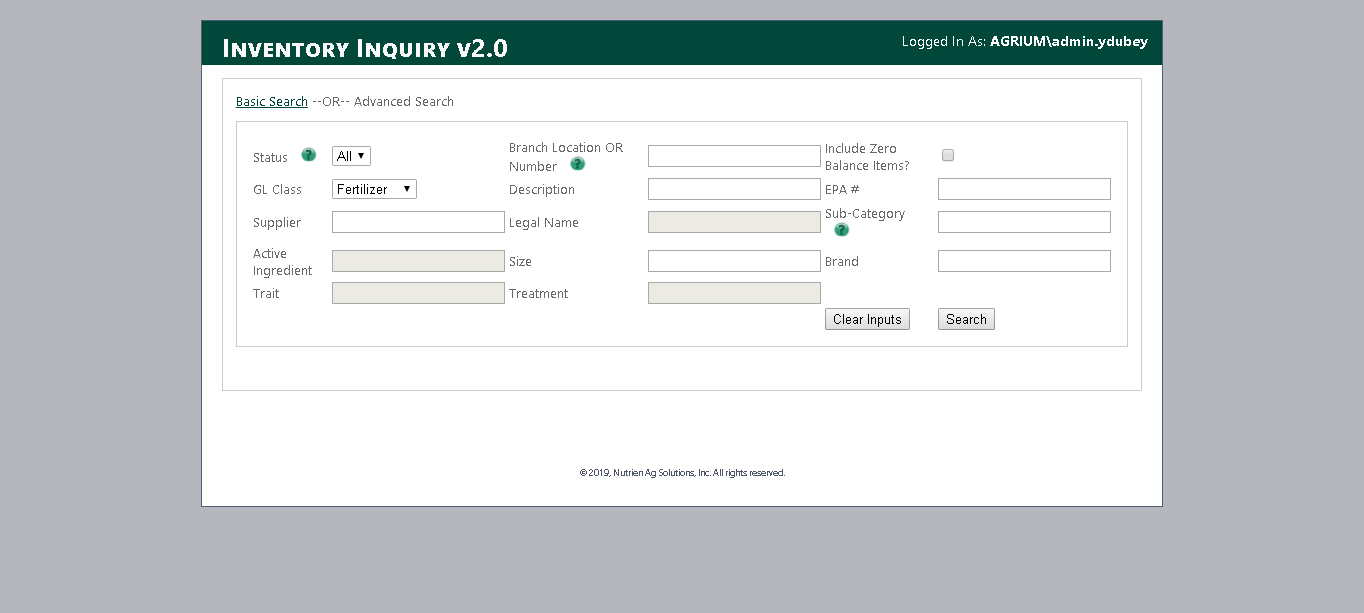 INVENTORY INQUIRY V2.0
Logged In As: AGRIUM\admin.ydubey
Basic Search --OR-- Advanced Search
Status ? All
Branch Location OR
Number ?
Include Zero
Balance Items?
GL Class Fertilizer Description EPA #
Supplier Legal Name Sub-Category
?
Active
Ingredient
Size Brand
Trait Treatment
Clear Inputs Search
© 2019, Nutrien Ag Solutions, Inc. All rights reserved.